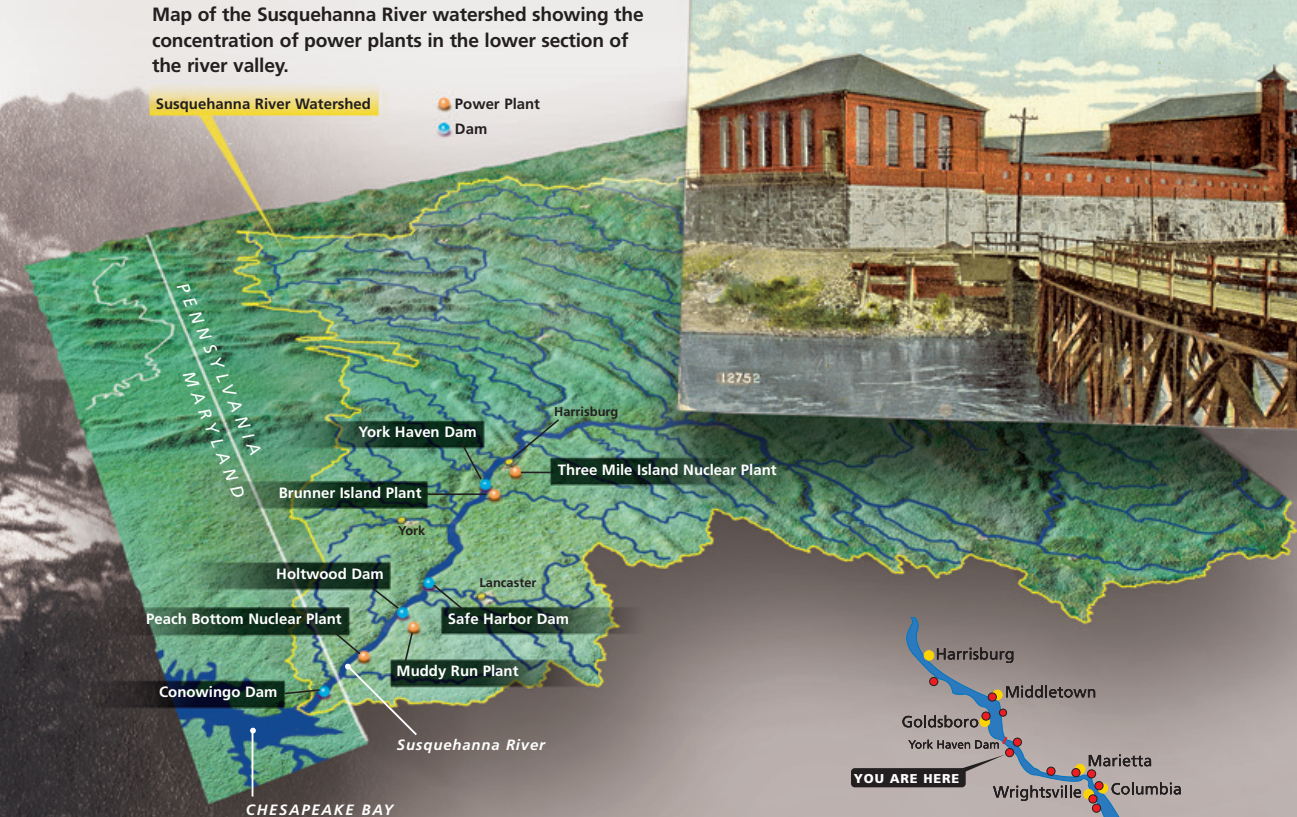 Map of the Susquehanna River watershed showing the
concentration of power plants in the lower section of
the river valley.
Susquehanna River Watershed
Power Plant
Dam
12752
PENNSYLVANIA
MARYLAND
Harrisburg
York Haven Dam
Three Mile Island Nuclear Plant
Brunner Island Plant
York
Holtwood Dam
Lancaster
Peach Bottom Nuclear Plant
Safe Harbor Dam
Muddy Run Plant
Conowingo Dam
Susquehanna River
CHESAPEAKE BAY
Harrisburg
Middletown
Goldsboro
York Haven Dam
YOU ARE HERE
Marietta
Wrightsville
Columbia